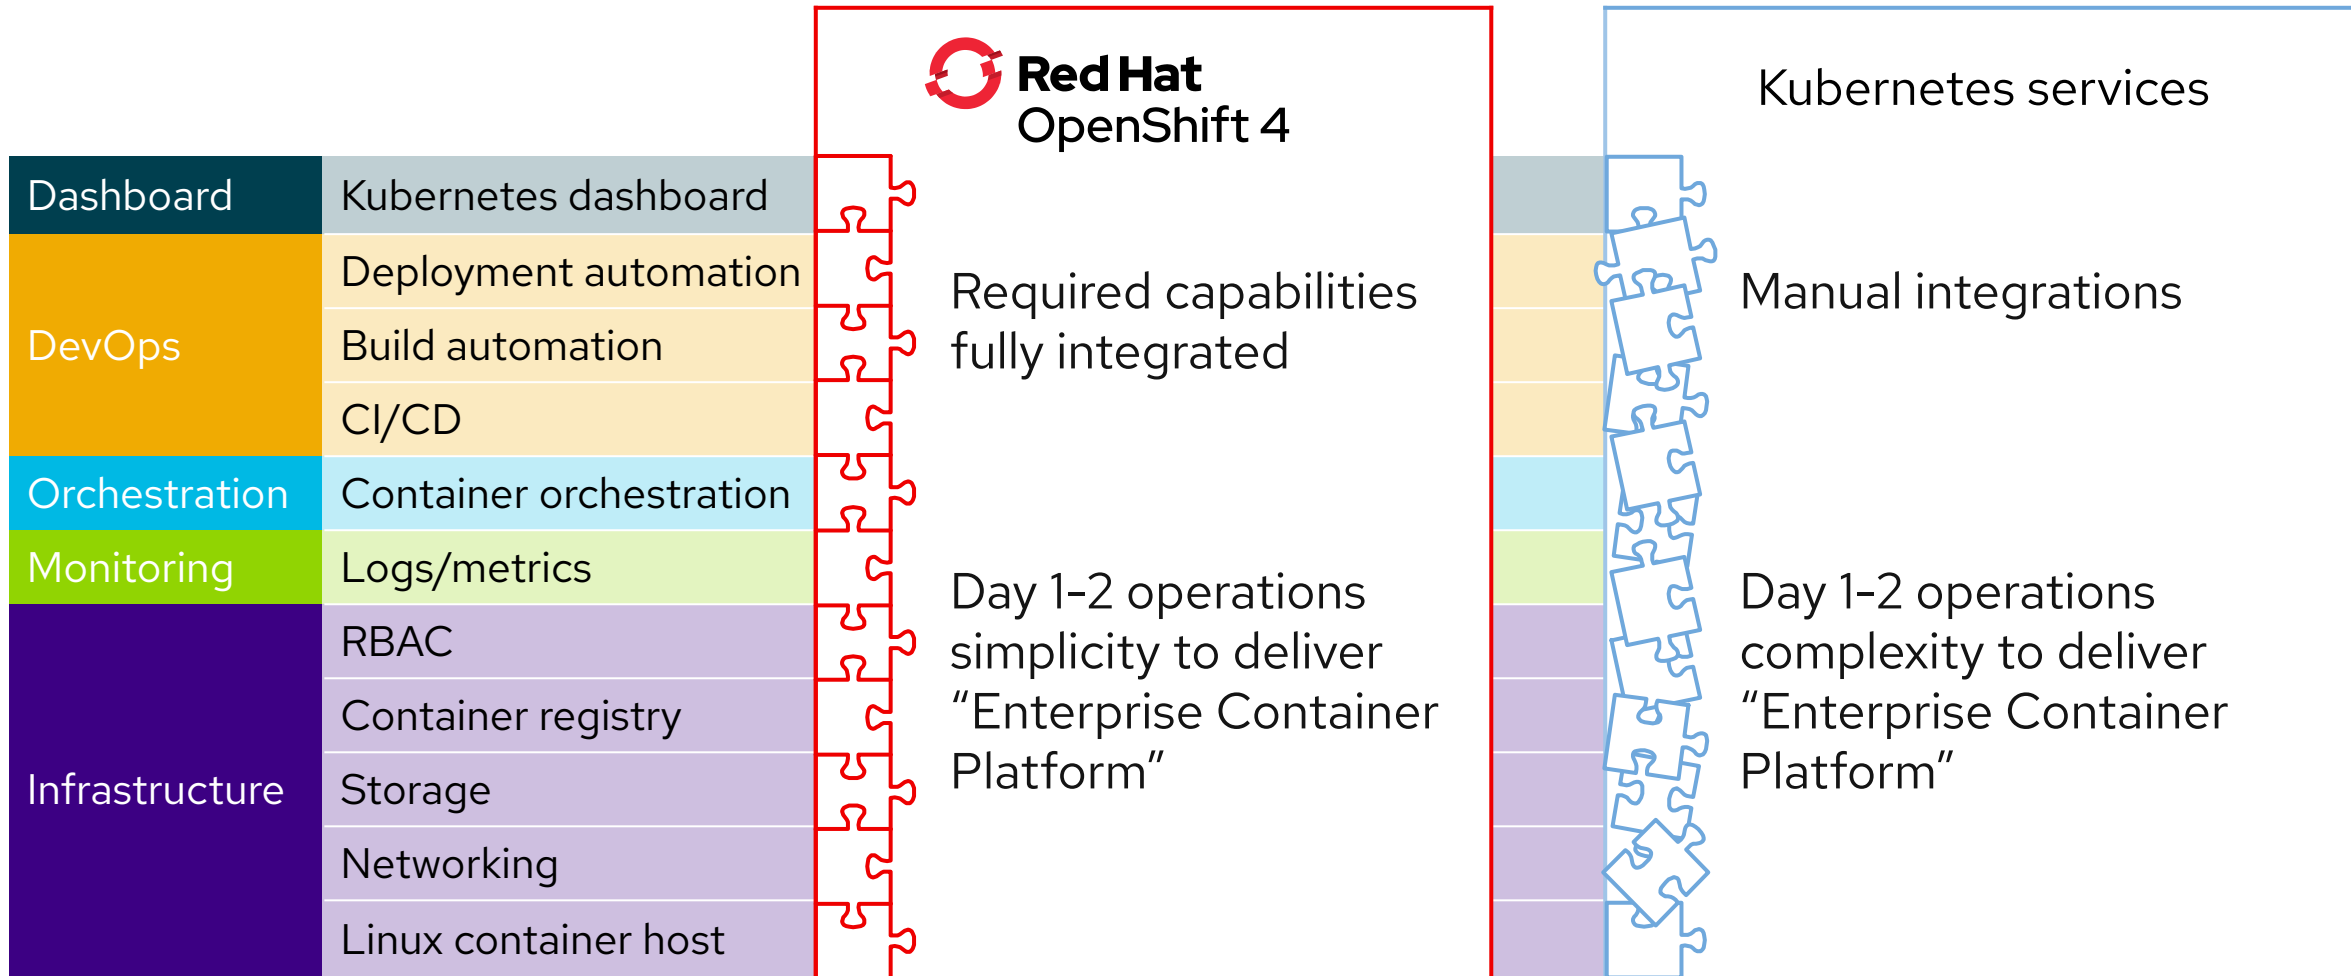 Red Hat
OpenShift 4
Kubernetes services
Dashboard
Kubernetes dashboard
DevOps
Deployment automation
Build automation
CI/CD
Orchestration
Container orchestration
Monitoring
Logs/metrics
Infrastructure
RBAC
Container registry
Storage
Networking
Linux container host
Required capabilities
fully integrated
Day 1-2 operations
simplicity to deliver
“Enterprise Container
Platform”
Manual integrations
Day 1-2 operations
complexity to deliver
“Enterprise Container
Platform”